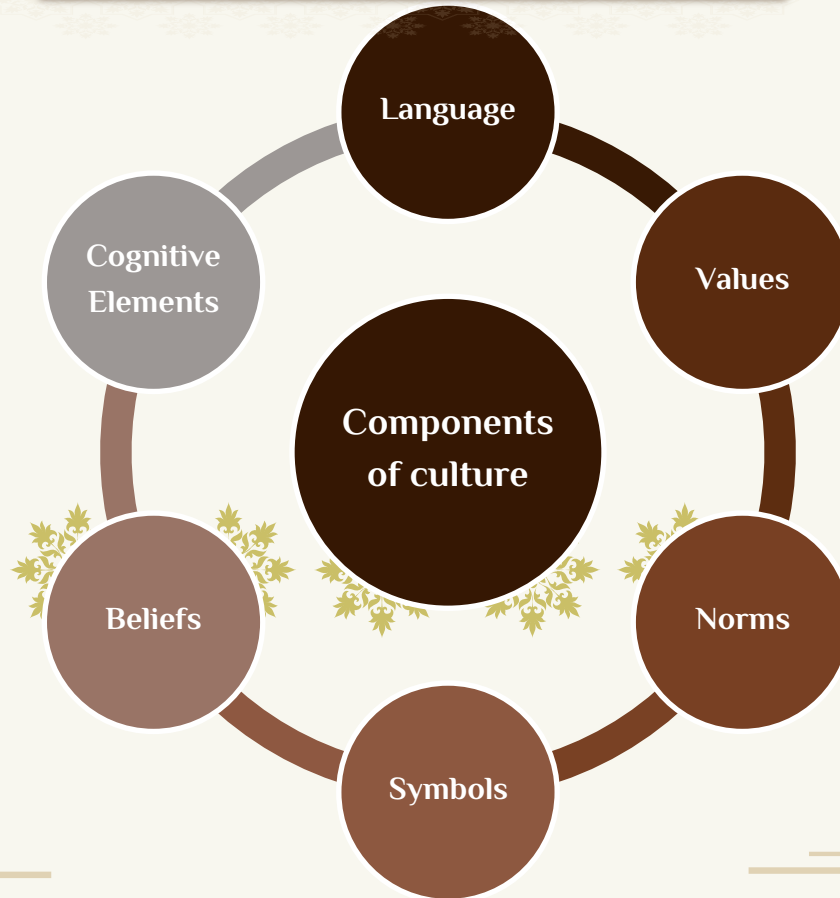 Components
of culture
Language
Values
Norms
Symbols
Beliefs
Cognitive
Elements